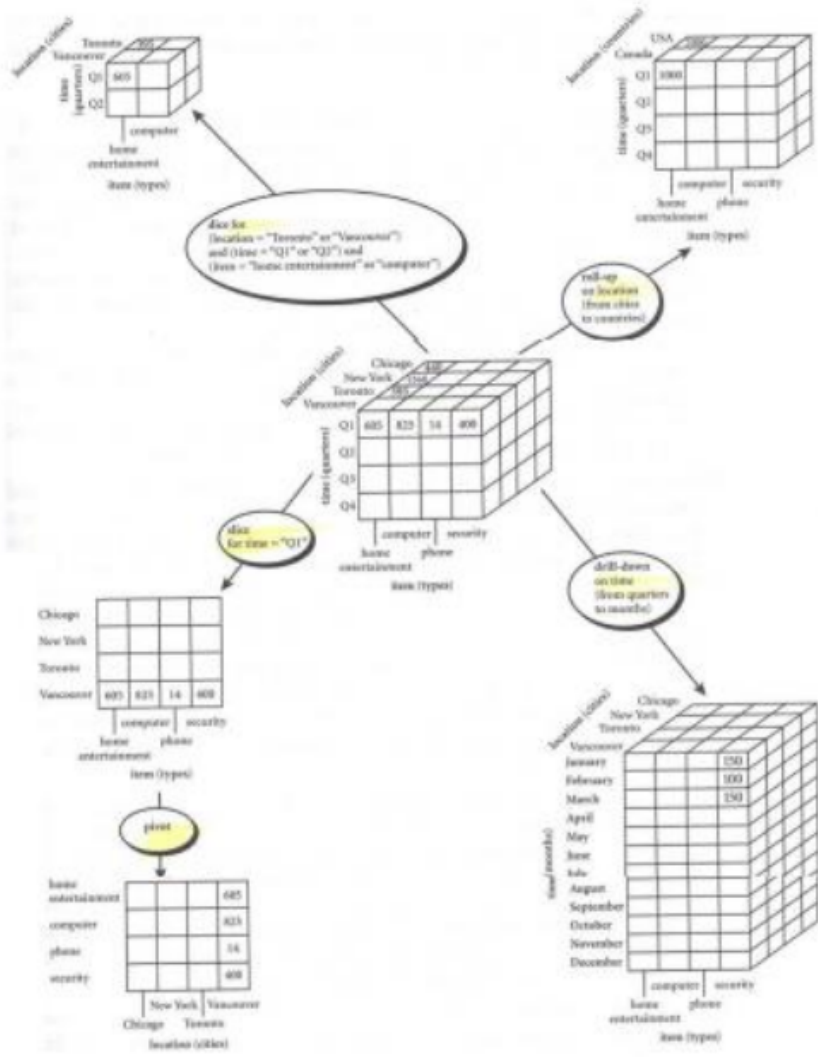 location (cities)
Toronto
Vancouver
time (quarters)
Q1 605
Q2
computer
home
entertainment
item (types)
location (countries)
USA
Canada
time (quarters)
Q1 1000
Q2
Q3
Q4
computer security
home phone
entertainment
item (types)
dice for
(location = "Toronto" or "Vancouver")
and (time = "Q1" or "Q2") and
(item = "home entertainment" or "computer")
roll-up
on location
(from cities
to countries)
location (cities)
Chicago 440
New York 1560
Toronto 395
Vancouver
time (quarters)
Q1 605 825 14 400
Q2
Q3
Q4
computer security
home phone
entertainment
item (types)
slice
for time = "Q1"
drill-down
on time
(from quarters
to months)
Chicago
New York
Toronto
Vancouver 605 825 14 400
computer security
home phone
entertainment
item (types)
pivot
home
entertainment 605
computer 825
phone 14
security 400
New York Vancouver
Chicago Toronto
location (cities)
location (cities)
Chicago
New York
Toronto
Vancouver
time (months)
January 150
February 100
March 150
April
May
June
July
August
September
October
November
December
computer security
home phone
entertainment
item (types)